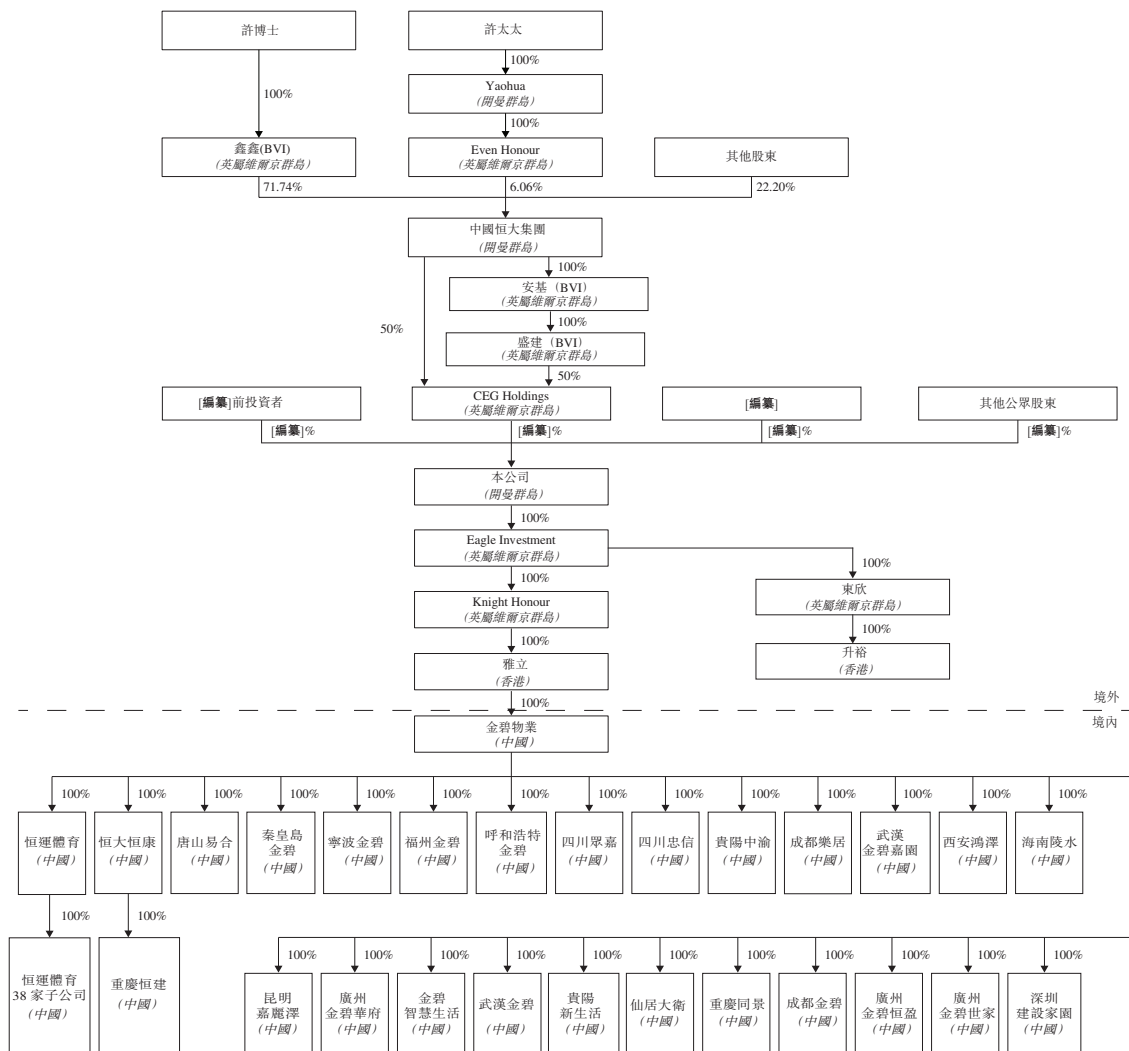 許博士
許太太
100%
100%
Yaohua
(開曼群島)
100%
鑫鑫(BVI)
(英屬維爾京群島)
Even Honour
(英屬維爾京群島)
其他股東
71.74%
6.06%
22.20%
中國恒大集團
(開曼群島)
100%
安基 (BVI)
(英屬維爾京群島)
50%
100%
盛建 (BVI)
(英屬維爾京群島)
50%
[編纂]前投資者
CEG Holdings
(英屬維爾京群島)
[編纂]
其他公眾股東
[編纂]%
[編纂]%
[編纂]%
[編纂]%
本公司
(開曼群島)
100%
Eagle Investment
(英屬維爾京群島)
100%
100%
Knight Honour
(英屬維爾京群島)
東欣
(英屬維爾京群島)
100%
100%
雅立
(香港)
升裕
(香港)
100%
境外
境內
金碧物業
(中國)
100%
100%
100%
100%
100%
100%
100%
100%
100%
100%
100%
100%
100%
100%
恒運體育
(中國)
恒大恒康
(中國)
唐山易合
(中國)
秦皇島
金碧
(中國)
寧波金碧
(中國)
福州金碧
(中國)
呼和浩特
金碧
(中國)
四川眾嘉
(中國)
四川忠信
(中國)
貴陽中渝
(中國)
成都樂居
(中國)
武漢
金碧嘉園
(中國)
西安鴻澤
(中國)
海南陵水
(中國)
100%
100%
恒運體育
38 家子公司
(中國)
重慶恒建
(中國)
100%
100%
100%
100%
100%
100%
100%
100%
100%
100%
100%
昆明
嘉麗澤
(中國)
廣州
金碧華府
(中國)
金碧
智慧生活
(中國)
武漢金碧
(中國)
貴陽
新生活
(中國)
仙居大衛
(中國)
重慶同景
(中國)
成都金碧
(中國)
廣州
金碧恒盈
(中國)
廣州
金碧世家
(中國)
深圳
建設家園
(中國)